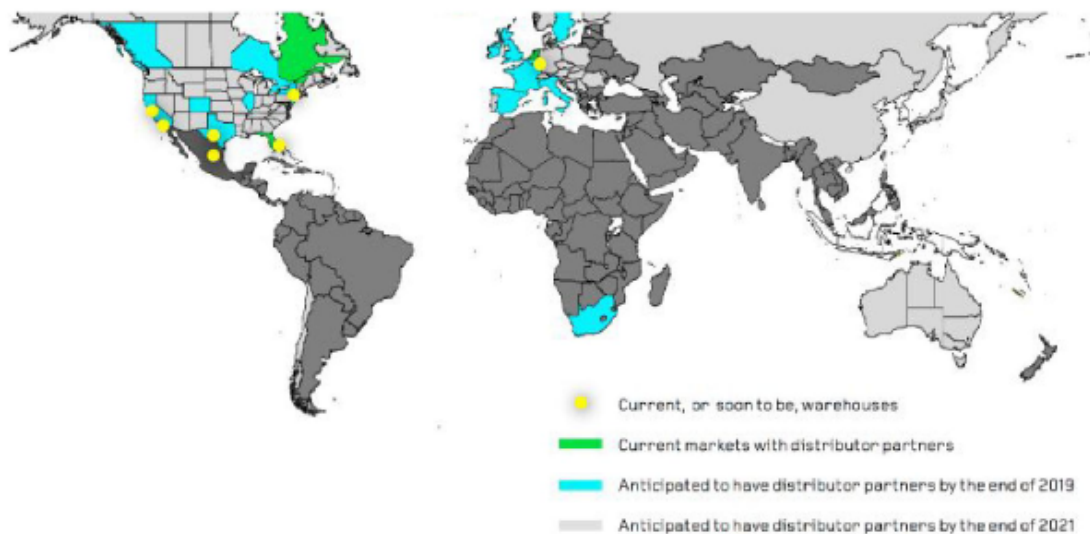 Current, or soon to be, warehouses
Current markets with distributor partners
Anticipated to have distributor partners by the end of 2019
Anticipated to have distributor partners by the end of 2021